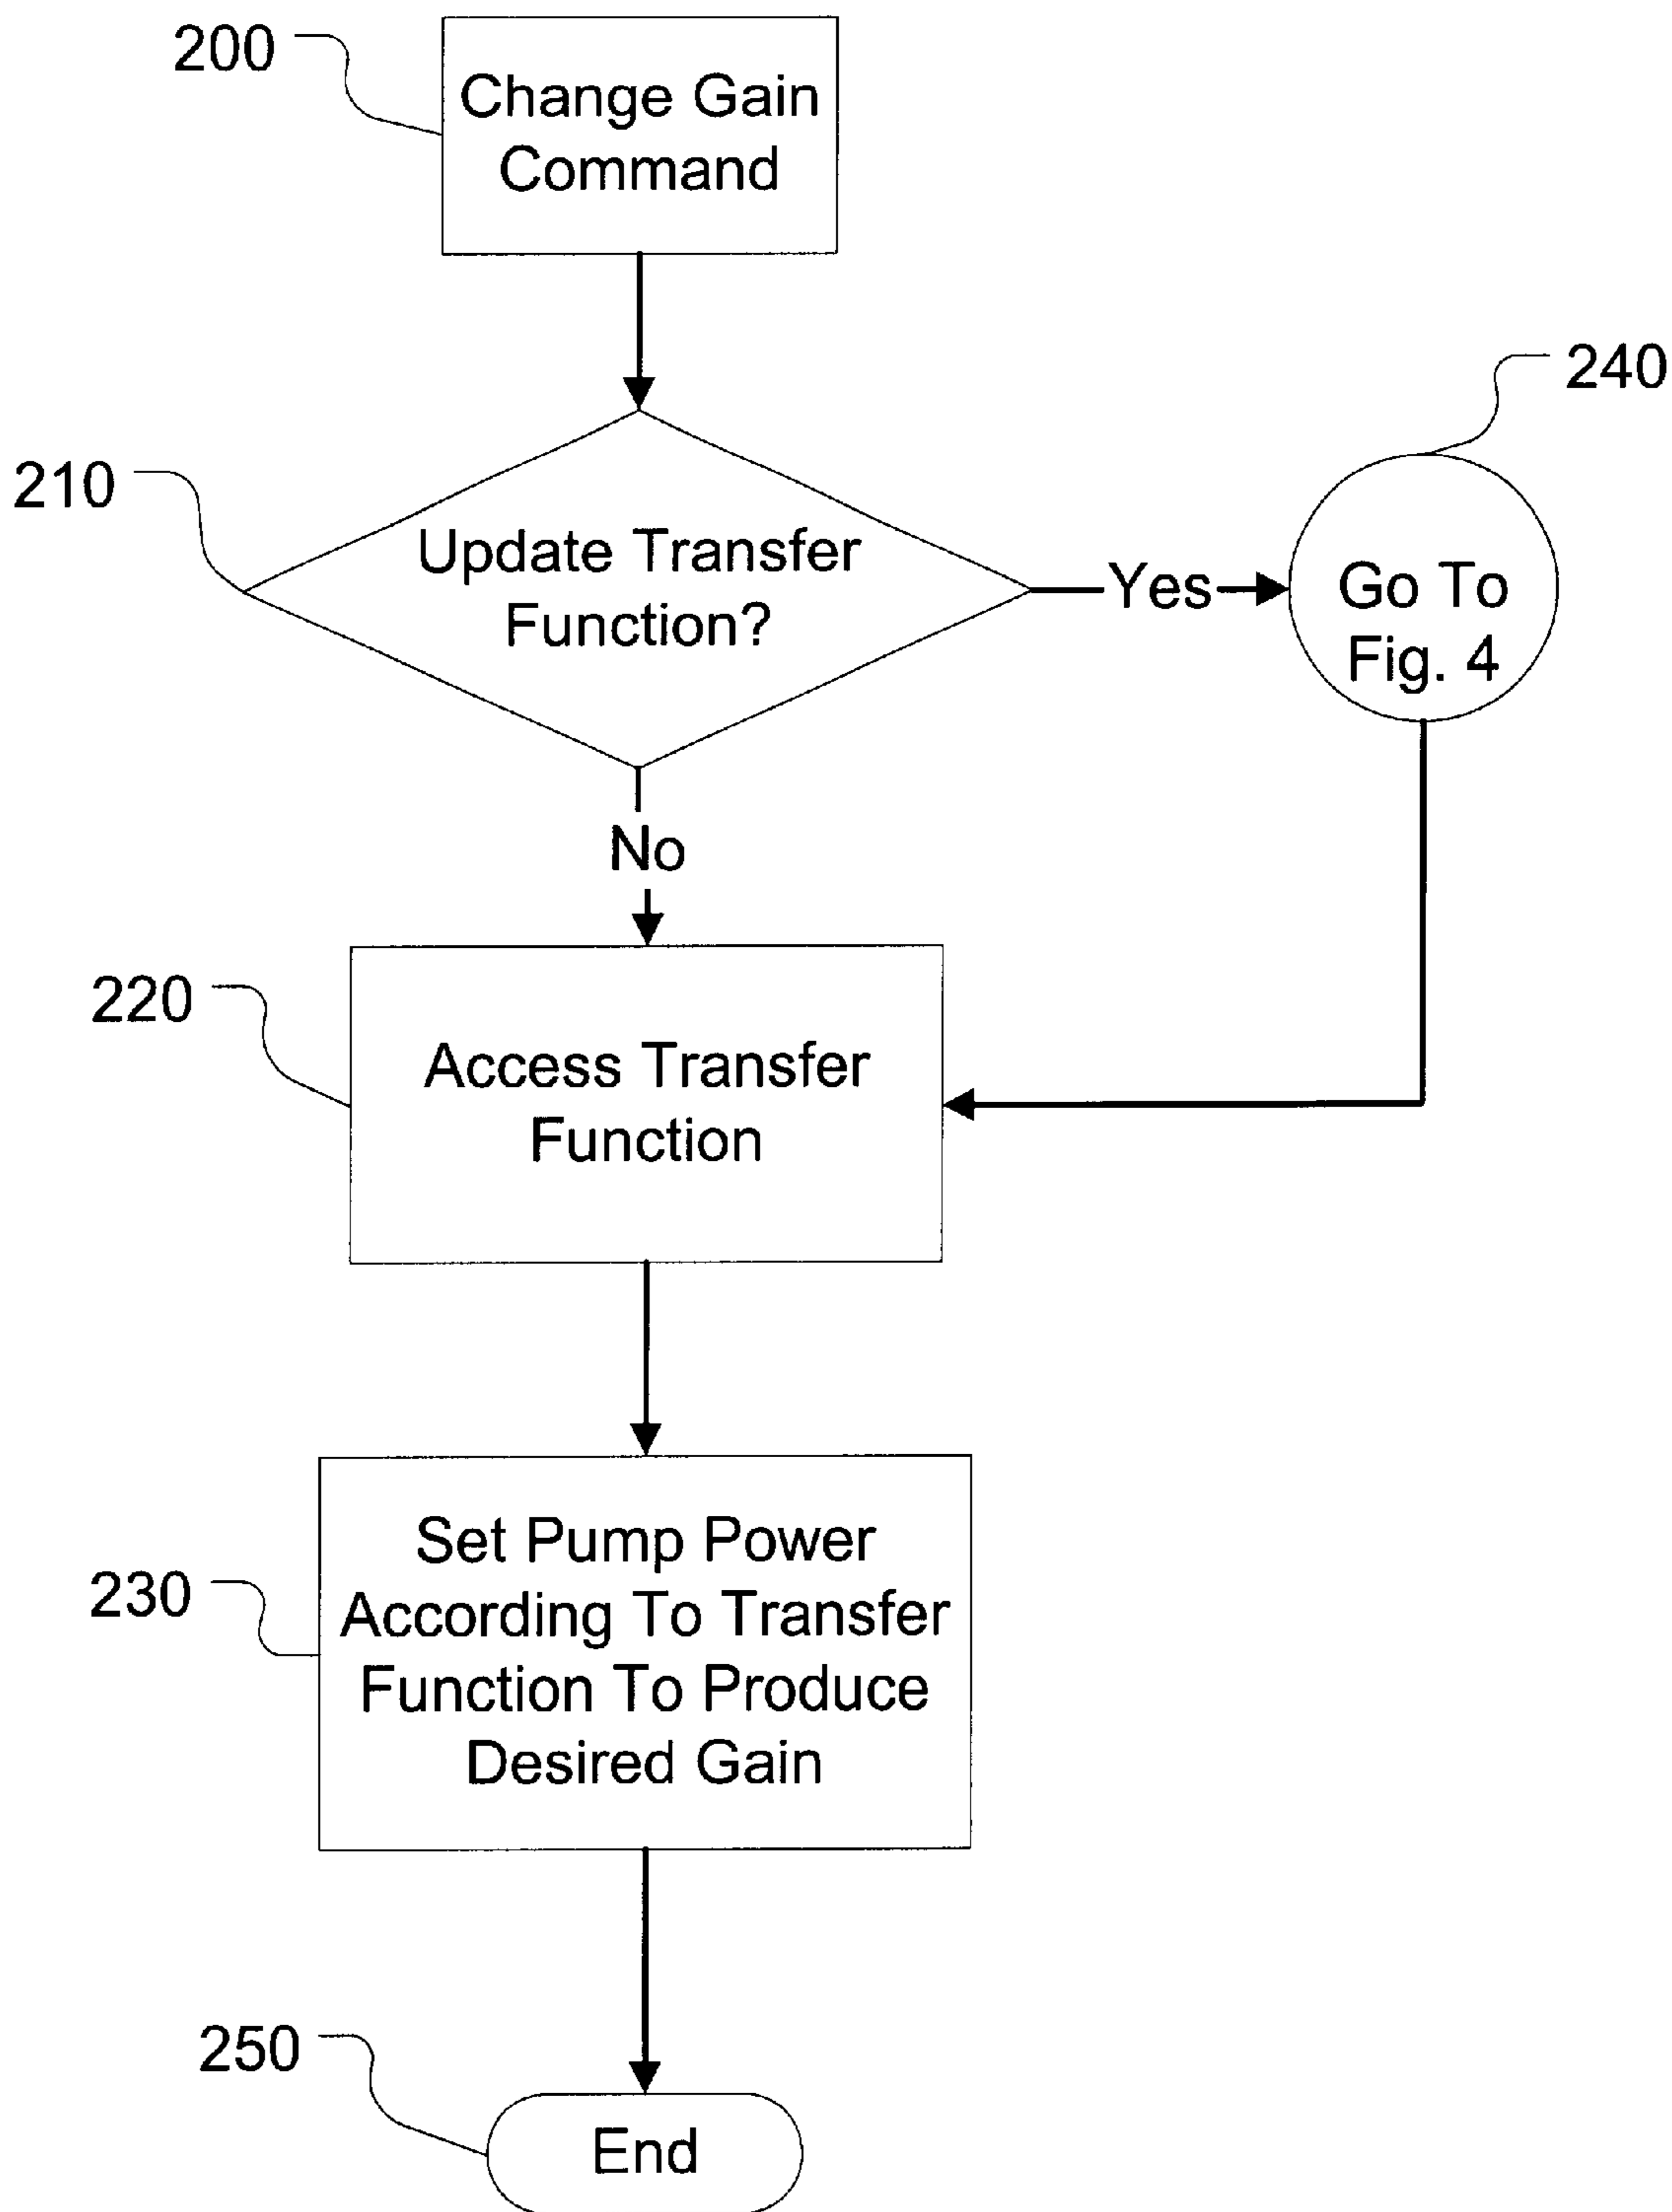 200
Change Gain
Command
240
210
Update Transfer
Function?
Yes
Go To
Fig. 4
No
220
Access Transfer
Function
230
Set Pump Power
According To Transfer
Function To Produce
Desired Gain
250
End